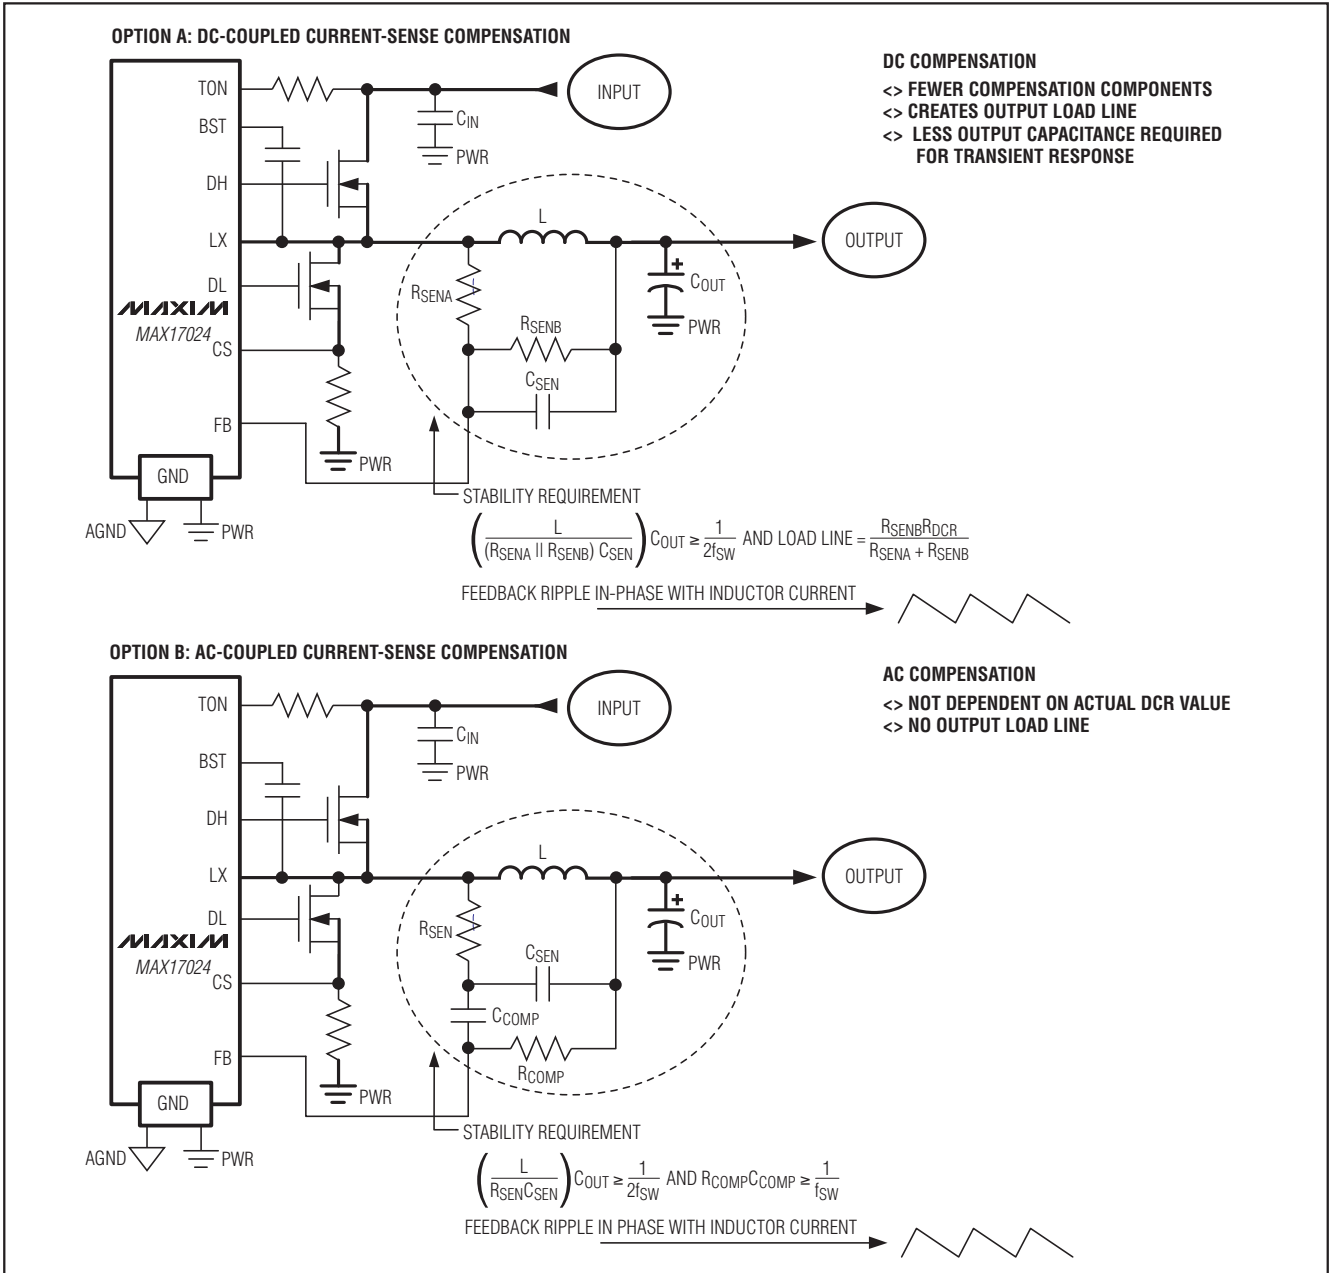 OPTION A: DC-COUPLED CURRENT-SENSE COMPENSATION
DC COMPENSATION
<> FEWER COMPENSATION COMPONENTS
<> CREATES OUTPUT LOAD LINE
<> LESS OUTPUT CAPACITANCE REQUIRED
FOR TRANSIENT RESPONSE
TON
INPUT
CIN
BST
PWR
DH
L
LX
OUTPUT
DL
RSENA
COUT
MAXIM
MAX17024
RSENB
PWR
CS
CSEN
FB
PWR
GND
AGND
PWR
STABILITY REQUIREMENT
(L / (RSENA || RSENB) CSEN) COUT ≥ 1 / 2fSW AND LOAD LINE = RSENBRDCR / RSENA + RSENB
FEEDBACK RIPPLE IN-PHASE WITH INDUCTOR CURRENT
OPTION B: AC-COUPLED CURRENT-SENSE COMPENSATION
AC COMPENSATION
<> NOT DEPENDENT ON ACTUAL DCR VALUE
<> NO OUTPUT LOAD LINE
TON
INPUT
CIN
BST
PWR
DH
L
LX
OUTPUT
DL
RSEN
COUT
MAXIM
MAX17024
CSEN
PWR
CS
CCOMP
FB
RCOMP
PWR
GND
AGND
PWR
STABILITY REQUIREMENT
(L / RSENCSEN) COUT ≥ 1 / 2fSW AND RCOMPCCOMP ≥ 1 / fSW
FEEDBACK RIPPLE IN PHASE WITH INDUCTOR CURRENT